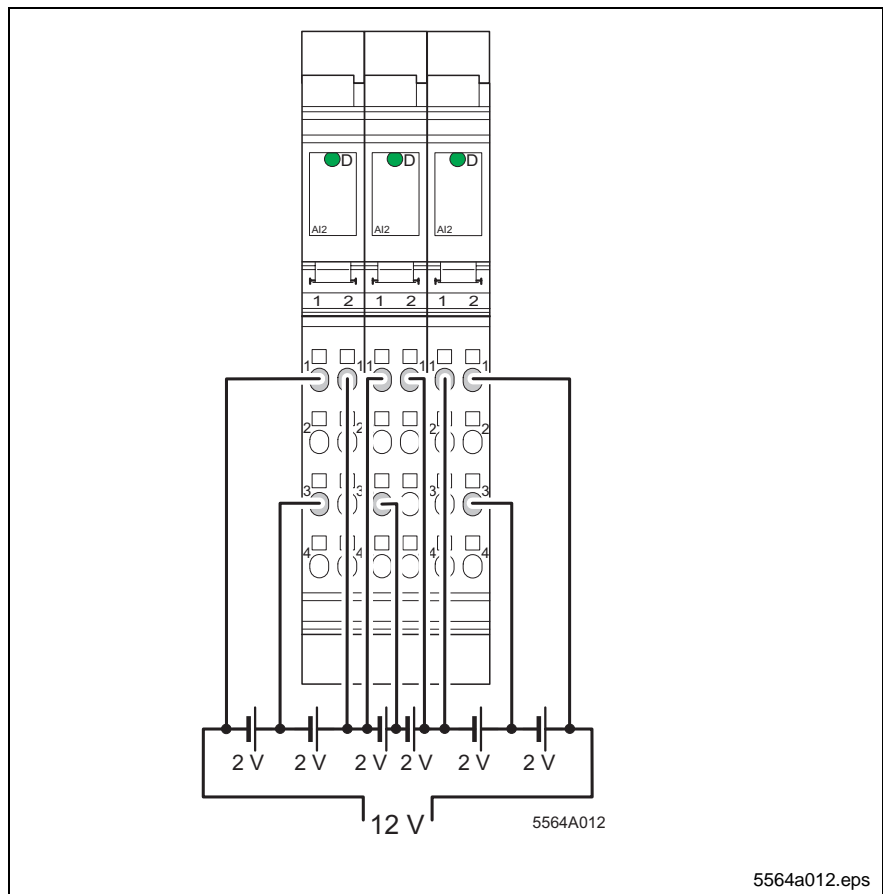 D D D
AI2 AI2 AI2
1 2 1 2 1 2
1 1 1 1 1 1
2 2 2 2
3 3 3 3
4 4 4 4
2 V 2 V 2 V 2 V 2 V 2 V
12 V
5564A012
5564a012.eps